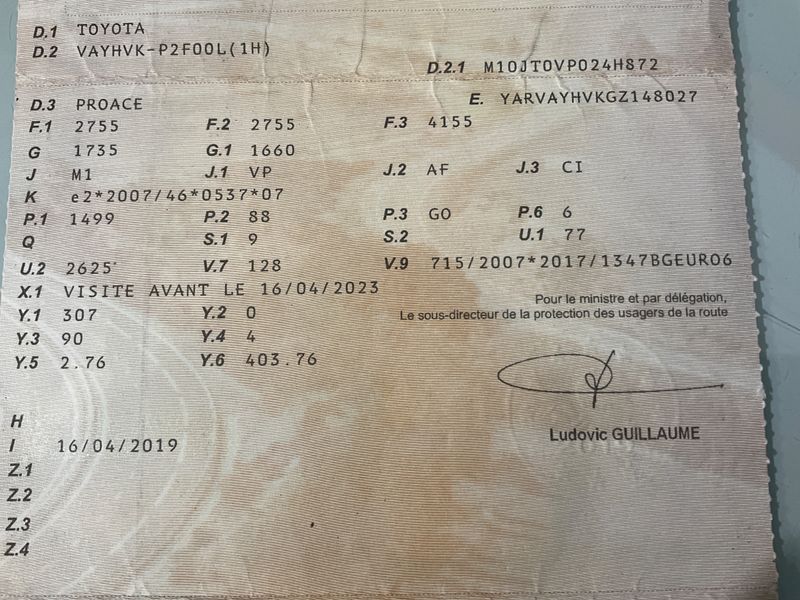 D.1 TOYOTA
D.2 VAYHVK-P2F00L(1H)
D.2.1 M10JT0VP024H872
D.3 PROACE E. YARVAYHVKGZ148027
F.1 2755 F.2 2755 F.3 4155
G 1735 G.1 1660
J M1 J.1 VP J.2 AF J.3 CI
K e2*2007/46*0537*07
P.1 1499 P.2 88 P.3 GO P.6 6
Q S.1 9 S.2 U.1 77
U.2 2625 V.7 128 V.9 715/2007*2017/1347BGEURO6
X.1 VISITE AVANT LE 16/04/2023
Pour le ministre et par délégation,
Y.1 307 Y.2 0 Le sous-directeur de la protection des usagers de la route
Y.3 90 Y.4 4
Y.5 2.76 Y.6 403.76
H
Ludovic GUILLAUME
I 16/04/2019
Z.1
Z.2
Z.3
Z.4